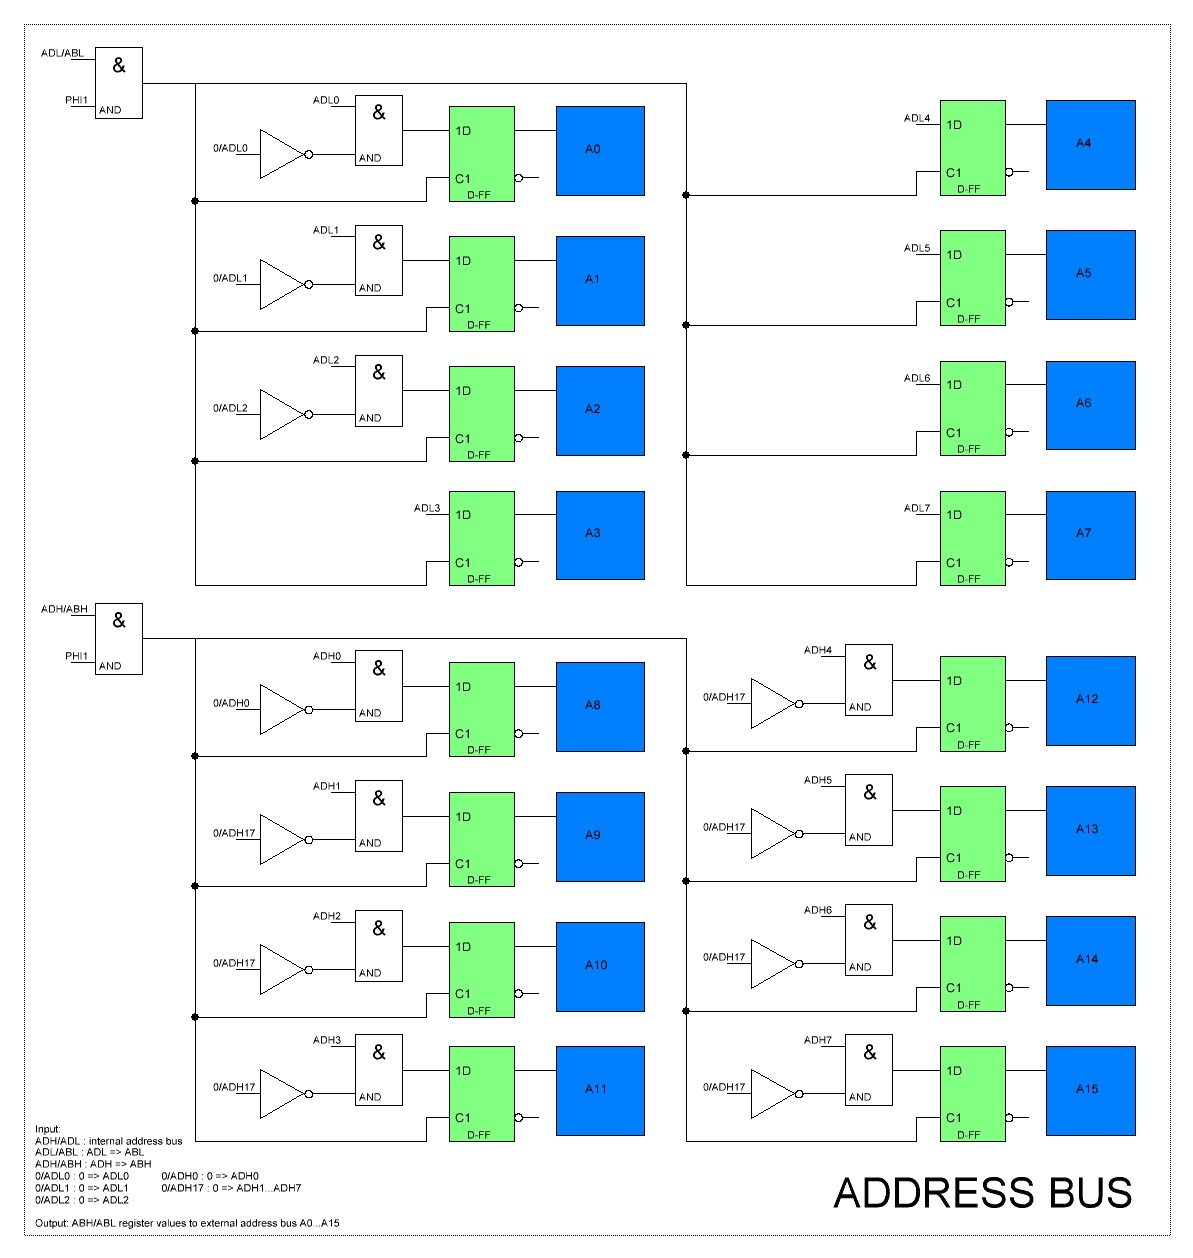 ADL/ABL
&
PHI1
AND
ADL0
&
0/ADL0
AND
1D
C1
D-FF
A0
ADL4
1D
C1
D-FF
A4
ADL1
&
0/ADL1
AND
1D
C1
D-FF
A1
ADL5
1D
C1
D-FF
A5
ADL2
&
0/ADL2
AND
1D
C1
D-FF
A2
ADL6
1D
C1
D-FF
A6
ADL3
1D
C1
D-FF
A3
ADL7
1D
C1
D-FF
A7
ADH/ABH
&
PHI1
AND
ADH0
&
0/ADH0
AND
1D
C1
D-FF
A8
ADH4
&
0/ADH17
AND
1D
C1
D-FF
A12
ADH1
&
0/ADH17
AND
1D
C1
D-FF
A9
ADH5
&
0/ADH17
AND
1D
C1
D-FF
A13
ADH2
&
0/ADH17
AND
1D
C1
D-FF
A10
ADH6
&
0/ADH17
AND
1D
C1
D-FF
A14
ADH3
&
0/ADH17
AND
1D
C1
D-FF
A11
ADH7
&
0/ADH17
AND
1D
C1
D-FF
A15
Input:
ADH/ADL : internal address bus
ADL/ABL : ADL => ABL
ADH/ABH : ADH => ABH
0/ADL0 : 0 => ADL0 0/ADH0 : 0 => ADH0
0/ADL1 : 0 => ADL1 0/ADH17 : 0 => ADH1...ADH7
0/ADL2 : 0 => ADL2
Output: ABH/ABL register values to external address bus A0...A15
ADDRESS BUS